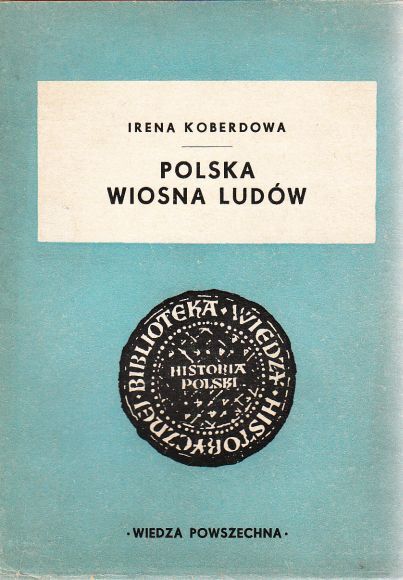 IRENA KOBERDOWA
POLSKA
WIOSNA LUDÓW
BIBLIOTEKA · WIEDZY · HISTORYCZNEJ ·
HISTORIA
POLSKI
· WIEDZA POWSZECHNA ·